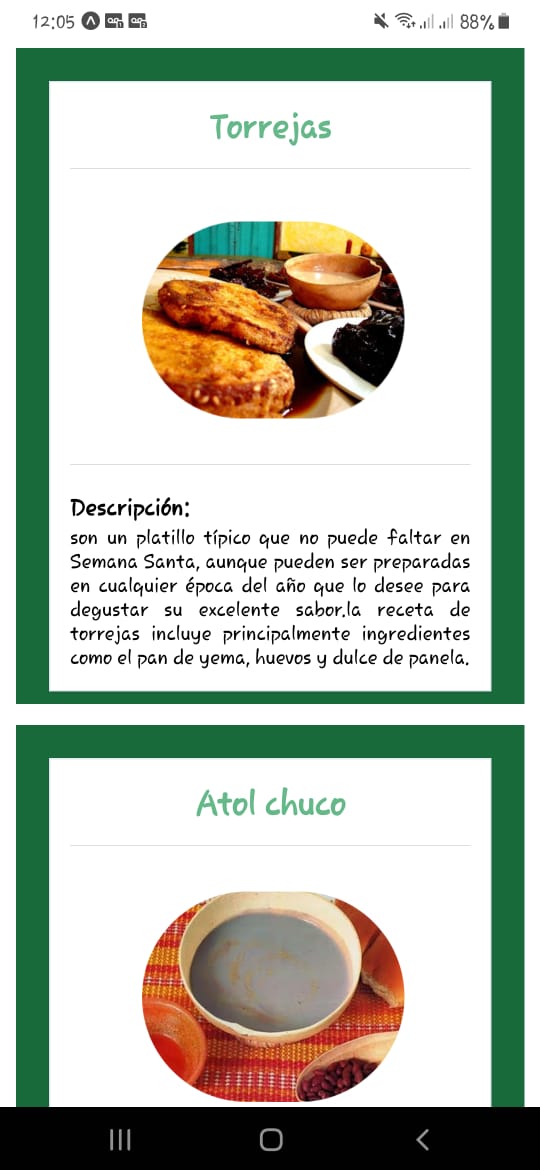 12:05 88%
Torrejas
Descripción:
son un platillo típico que no puede faltar en
Semana Santa, aunque pueden ser preparadas
en cualquier época del año que lo desee para
degustar su excelente sabor.la receta de
torrejas incluye principalmente ingredientes
como el pan de yema, huevos y dulce de panela.
Atol chuco